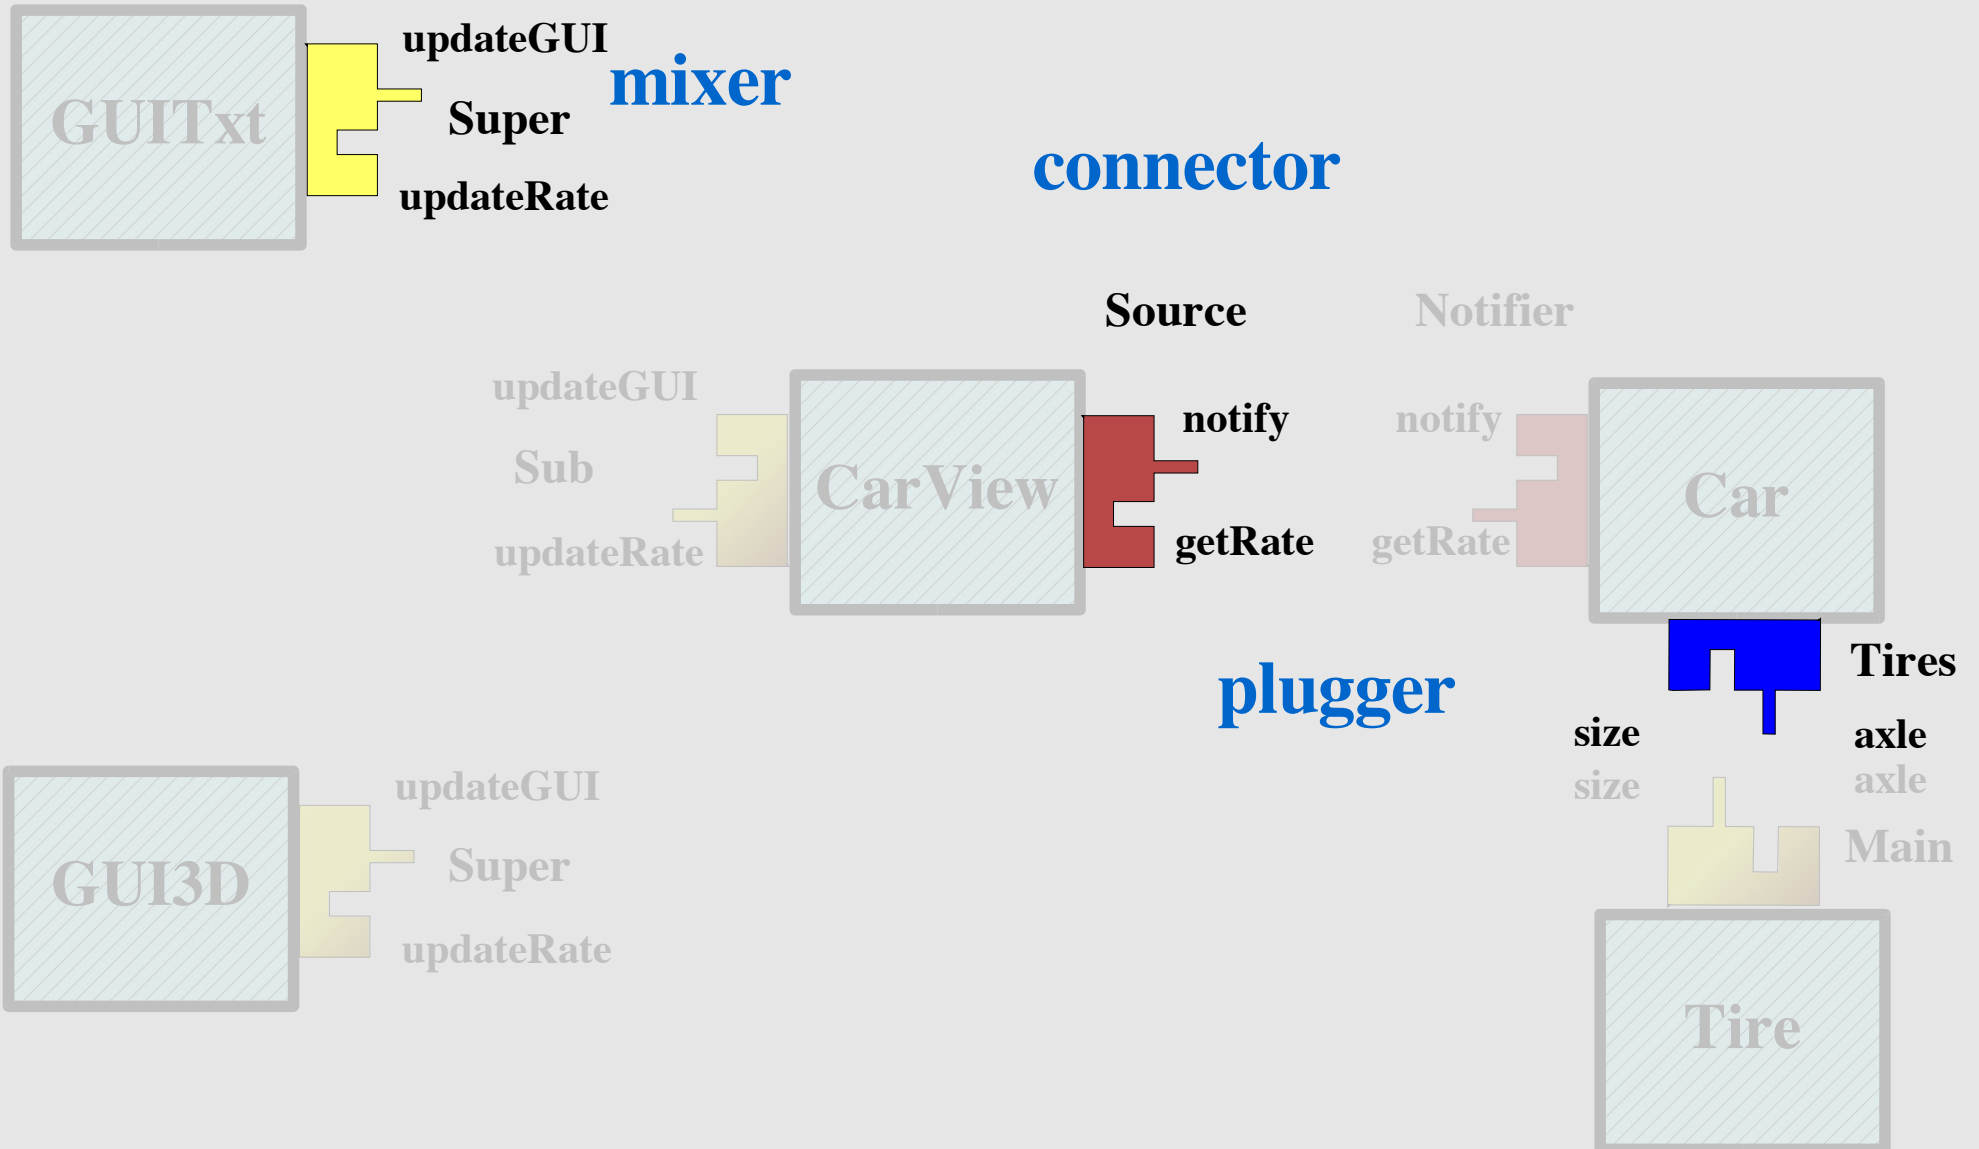 updateGUI
mixer
GUITxt
Super
connector
updateRate
Source
Notifier
updateGUI
notify
notify
Sub
CarView
Car
updateRate
getRate
getRate
Tires
plugger
size
axle
updateGUI
size
axle
Super
Main
GUI3D
updateRate
Tire